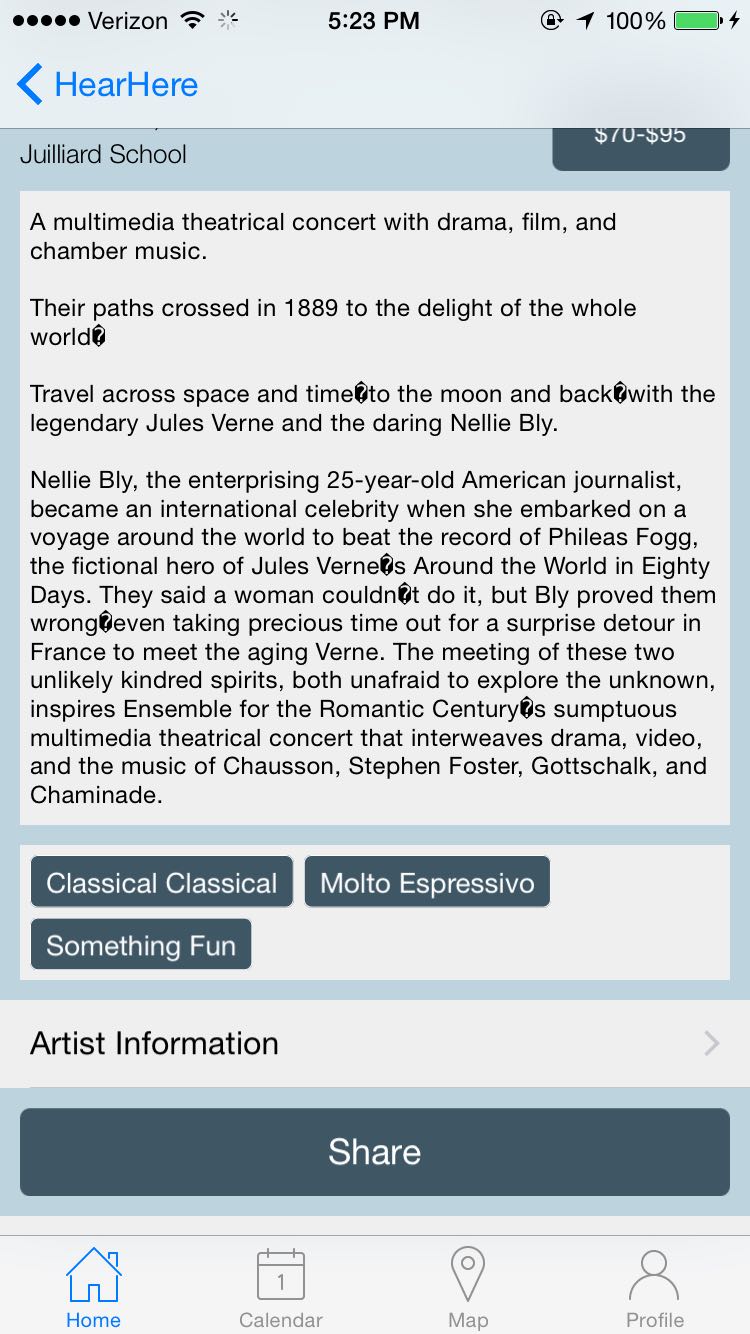 Verizon 5:23 PM 100%
HearHere
Juilliard School
$70-$95
A multimedia theatrical concert with drama, film, and
chamber music.
Their paths crossed in 1889 to the delight of the whole
world�
Travel across space and time�to the moon and back�with the
legendary Jules Verne and the daring Nellie Bly.
Nellie Bly, the enterprising 25-year-old American journalist,
became an international celebrity when she embarked on a
voyage around the world to beat the record of Phileas Fogg,
the fictional hero of Jules Verne�s Around the World in Eighty
Days. They said a woman couldn�t do it, but Bly proved them
wrong�even taking precious time out for a surprise detour in
France to meet the aging Verne. The meeting of these two
unlikely kindred spirits, both unafraid to explore the unknown,
inspires Ensemble for the Romantic Century�s sumptuous
multimedia theatrical concert that interweaves drama, video,
and the music of Chausson, Stephen Foster, Gottschalk, and
Chaminade.
Classical Classical Molto Espressivo
Something Fun
Artist Information
Share
1
Home Calendar Map Profile